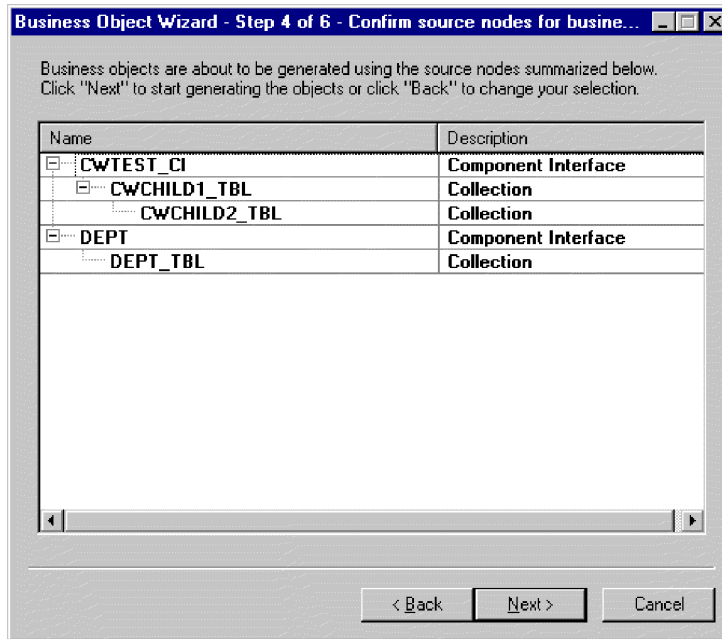 Business Object Wizard - Step 4 of 6 - Confirm source nodes for busine...
Business objects are about to be generated using the source nodes summarized below.
Click "Next" to start generating the objects or click "Back" to change your selection.
Name Description
CWTEST_CI Component Interface
CWCHILD1_TBL Collection
CWCHILD2_TBL Collection
DEPT Component Interface
DEPT_TBL Collection
< Back Next > Cancel